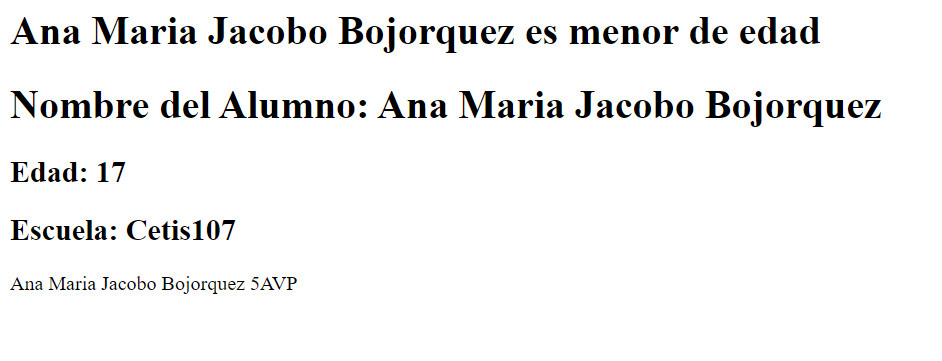 Ana Maria Jacobo Bojorquez es menor de edad
Nombre del Alumno: Ana Maria Jacobo Bojorquez
Edad: 17
Escuela: Cetis107
Ana Maria Jacobo Bojorquez 5AVP